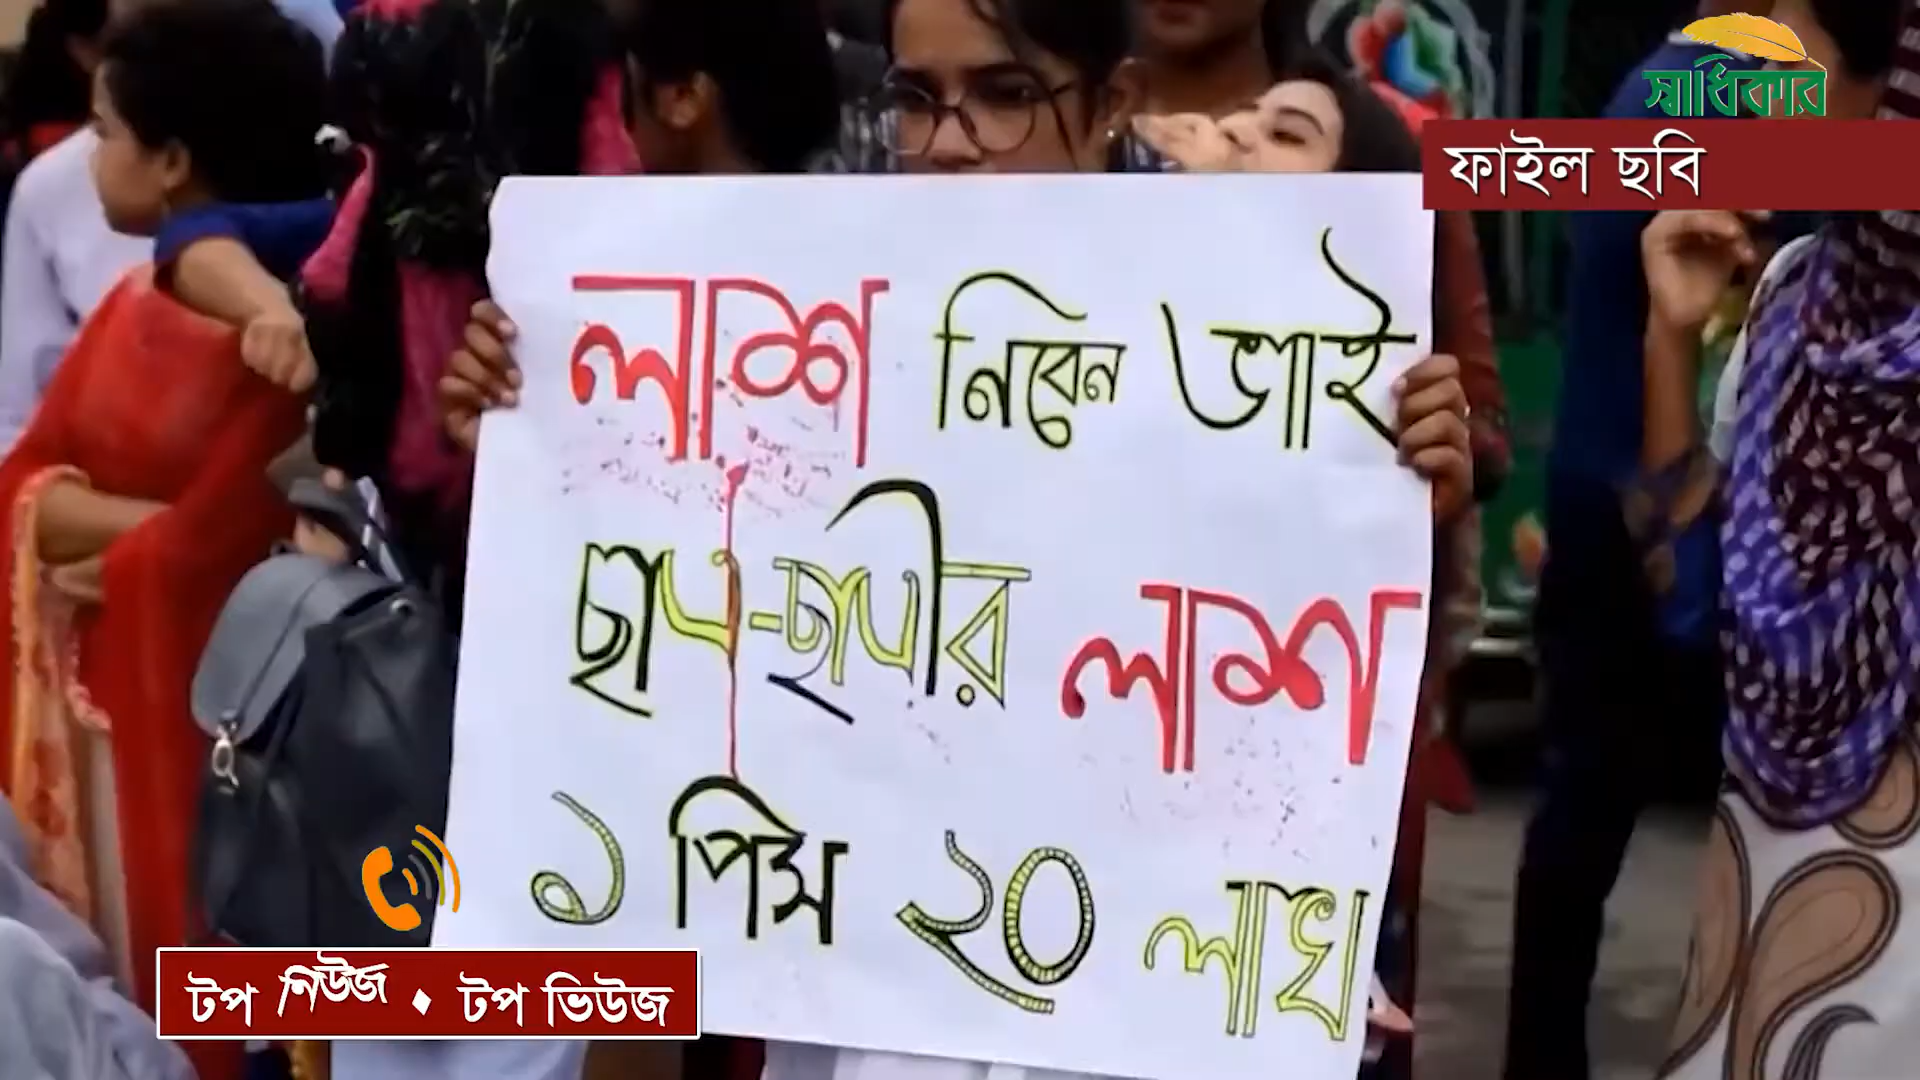 স্বাধিকার
ফাইল ছবি
লাশ নিবেন ভাই
ছাত্র-ছাত্রীর লাশ
১ পিস ২০ লাখ
টপ নিউজ ♦ টপ ভিউজ